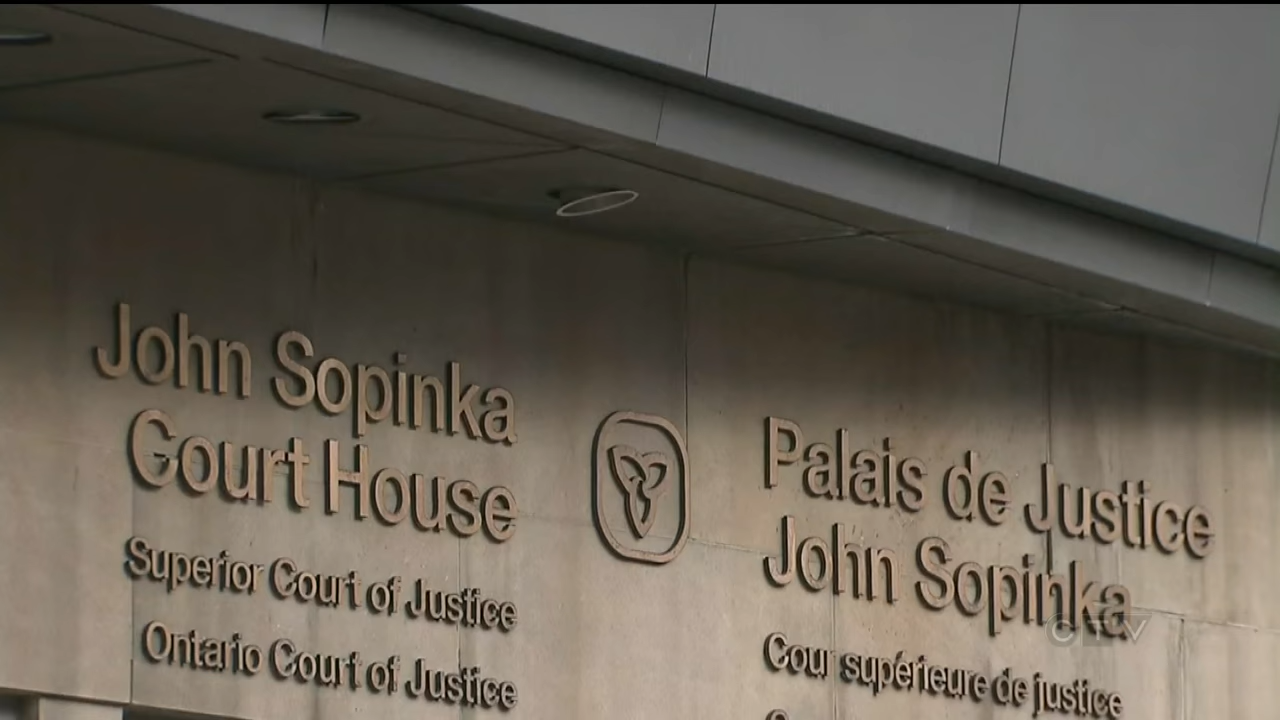 John Sopinka
Court House
Superior Court of Justice
Ontario Court of Justice
Palais de Justice
John Sopinka
Cour supérieure de justice
CTV